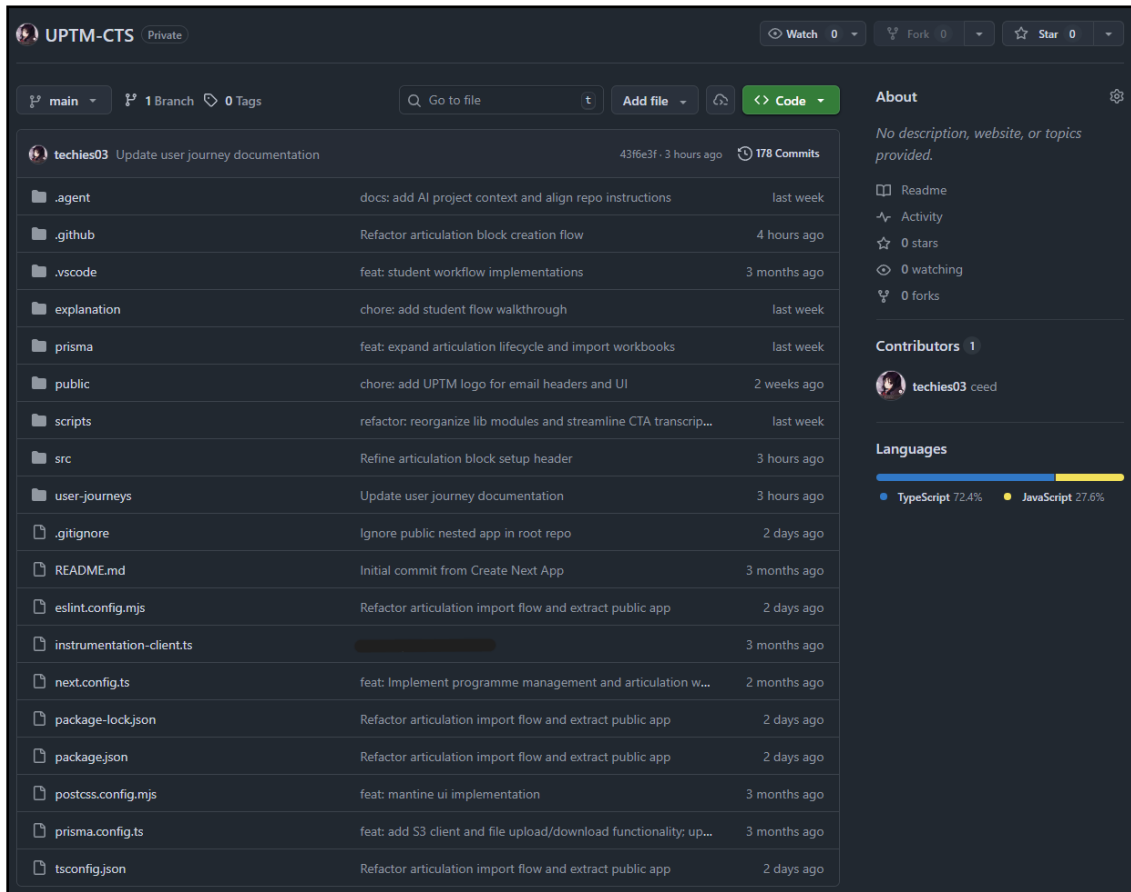 UPTM-CTS Private
Watch 0 Fork 0 Star 0
main 1 Branch 0 Tags Go to file t Add file Code
techies03 Update user journey documentation 43f6e3f · 3 hours ago 178 Commits
.agent docs: add AI project context and align repo instructions last week
.github Refactor articulation block creation flow 4 hours ago
.vscode feat: student workflow implementations 3 months ago
explanation chore: add student flow walkthrough last week
prisma feat: expand articulation lifecycle and import workbooks last week
public chore: add UPTM logo for email headers and UI 2 weeks ago
scripts refactor: reorganize lib modules and streamline CTA transcrip... last week
src Refine articulation block setup header 3 hours ago
user-journeys Update user journey documentation 3 hours ago
.gitignore Ignore public nested app in root repo 2 days ago
README.md Initial commit from Create Next App 3 months ago
eslint.config.mjs Refactor articulation import flow and extract public app 2 days ago
instrumentation-client.ts 3 months ago
next.config.ts feat: Implement programme management and articulation w... 2 months ago
package-lock.json Refactor articulation import flow and extract public app 2 days ago
package.json Refactor articulation import flow and extract public app 2 days ago
postcss.config.mjs feat: mantine ui implementation 3 months ago
prisma.config.ts feat: add S3 client and file upload/download functionality; up... 3 months ago
tsconfig.json Refactor articulation import flow and extract public app 2 days ago
About
No description, website, or topics
provided.
Readme
Activity
0 stars
0 watching
0 forks
Contributors 1
techies03 ceed
Languages
TypeScript 72.4% JavaScript 27.6%